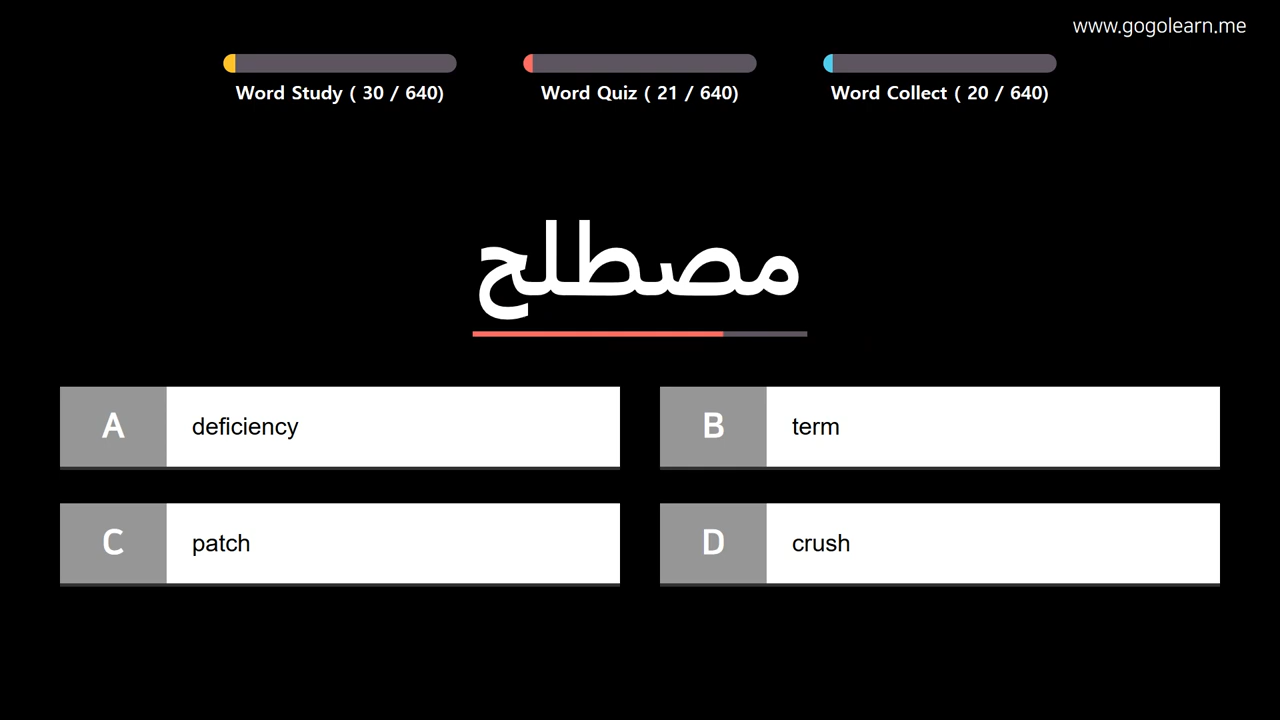 www.gogolearn.me
Word Study ( 30 / 640)
Word Quiz ( 21 / 640)
Word Collect ( 20 / 640)
مصطلح
A deficiency
B term
C patch
D crush